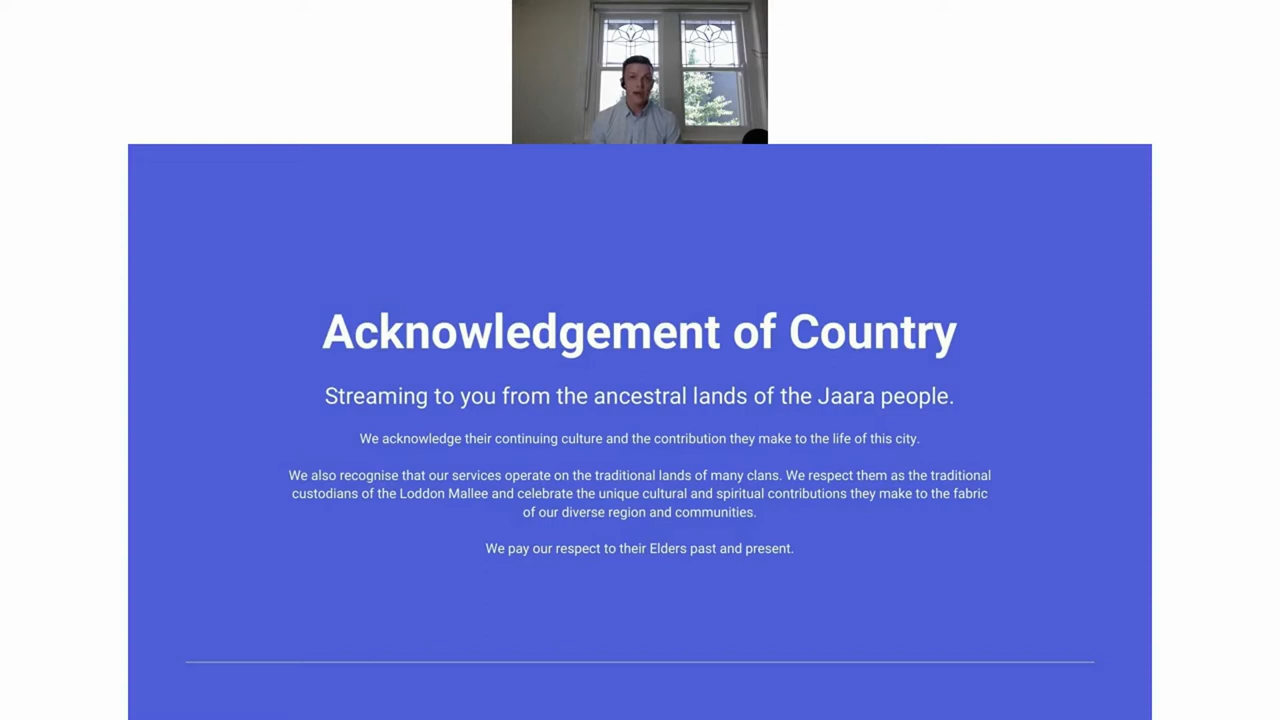 Acknowledgement of Country
Streaming to you from the ancestral lands of the Jaara people.
We acknowledge their continuing culture and the contribution they make to the life of this city.
We also recognise that our services operate on the traditional lands of many clans. We respect them as the traditional
custodians of the Loddon Mallee and celebrate the unique cultural and spiritual contributions they make to the fabric
of our diverse region and communities.
We pay our respect to their Elders past and present.